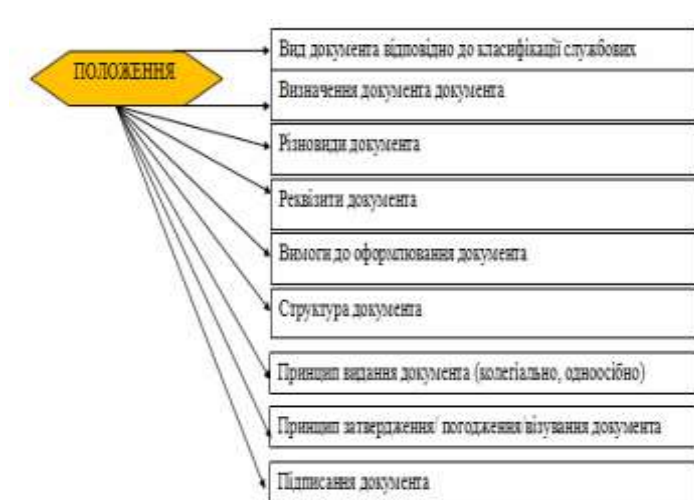 ПОЛОЖЕННЯ
Вид документа відповідно до класифікації службових
Визначення документа документа
Різновиди документа
Реквізити документа
Вимоги до оформлювання документа
Структура документа
Принцип видання документа (колегіально, одноосібно)
Принцип затвердження/ погодження/візування документа
Підписання документа